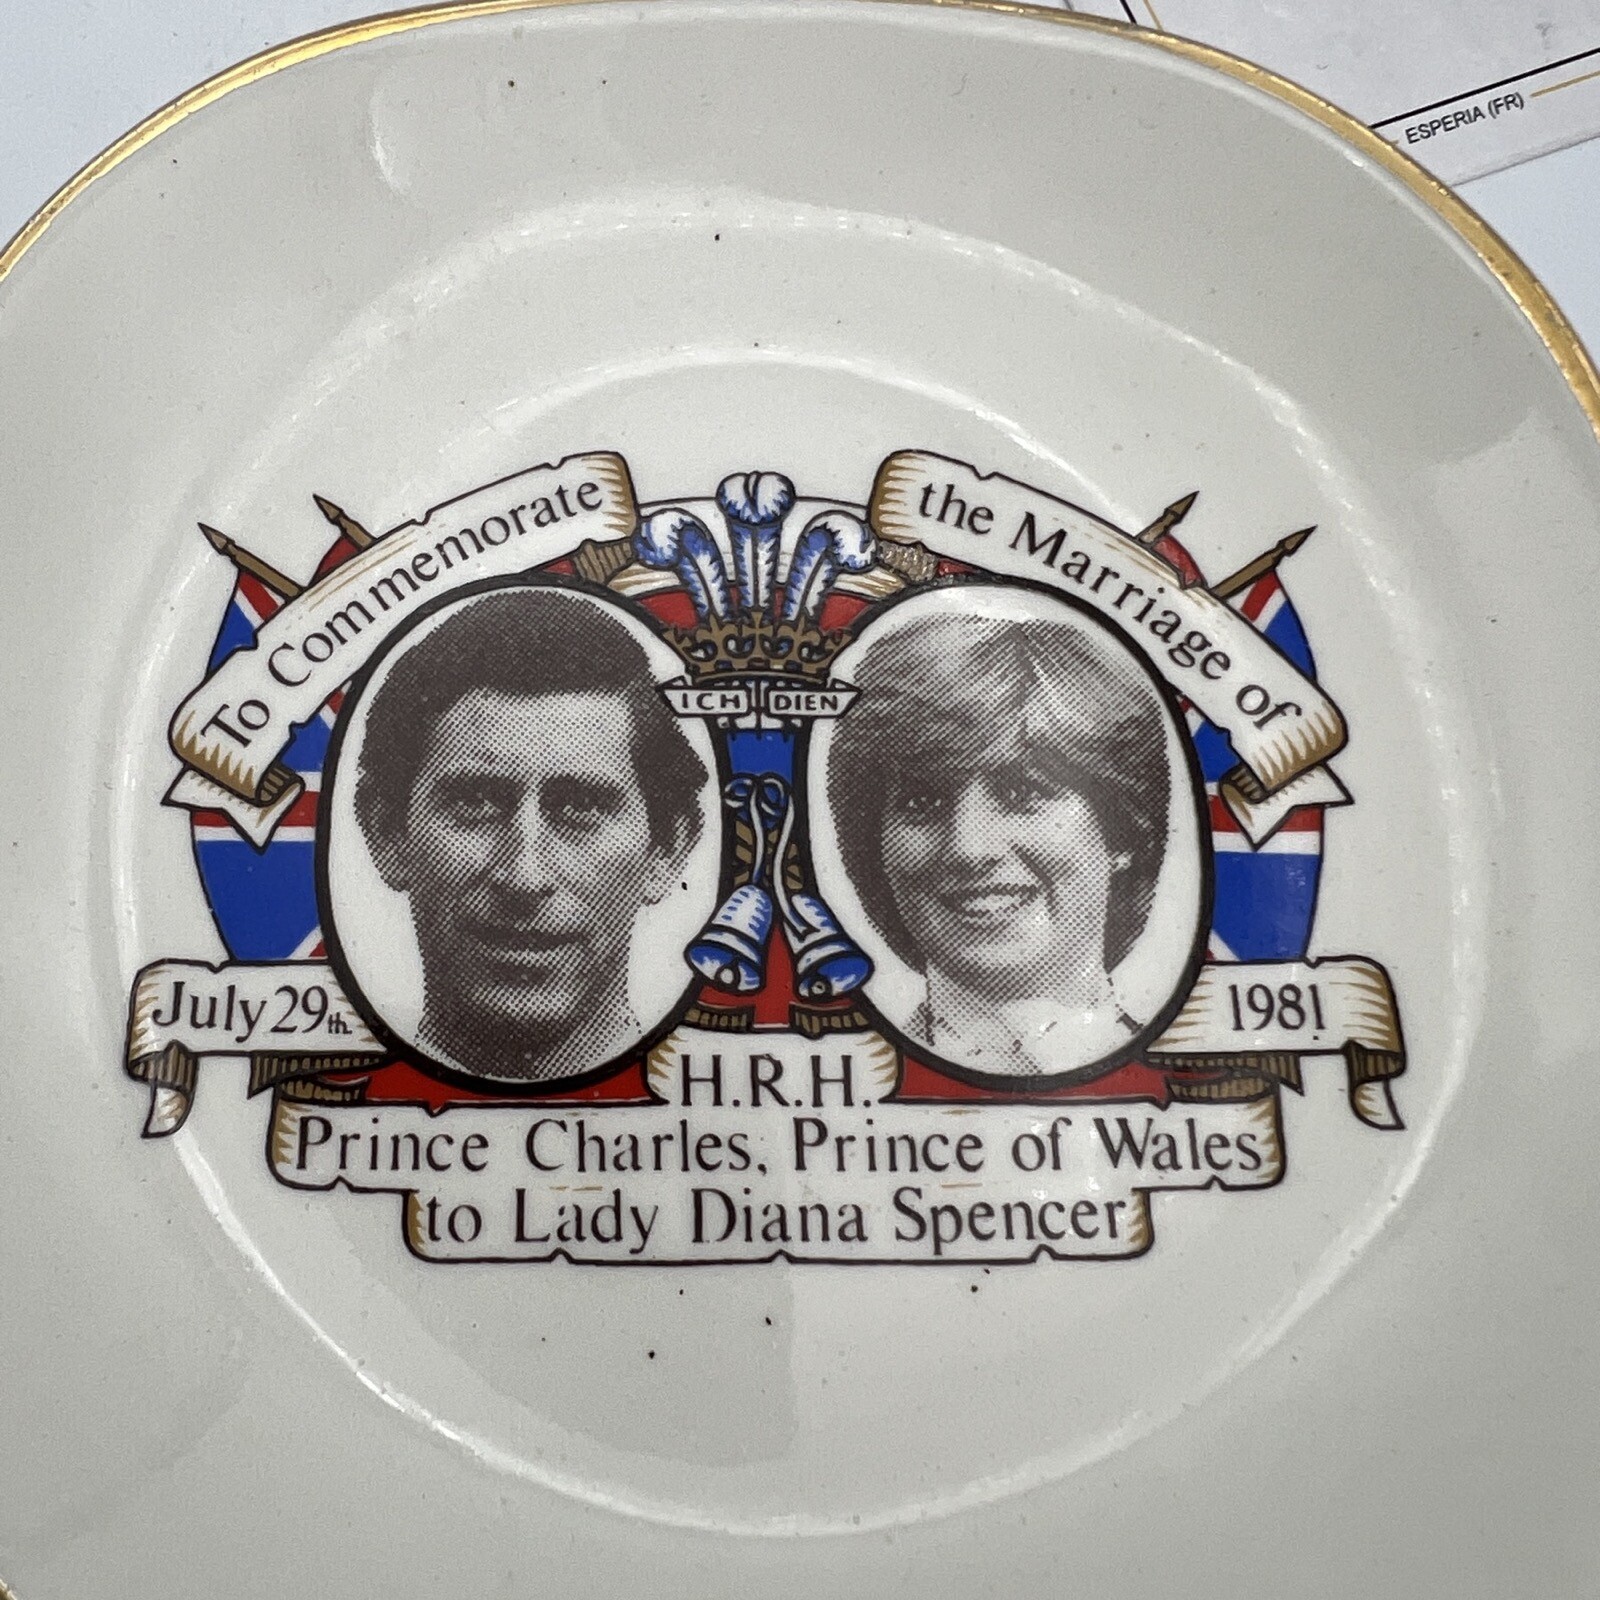 ESPERIA (FR)
To Commemorate
the Marriage of
ICH DIEN
July 29th.
1981
H.R.H.
Prince Charles, Prince of Wales
to Lady Diana Spencer